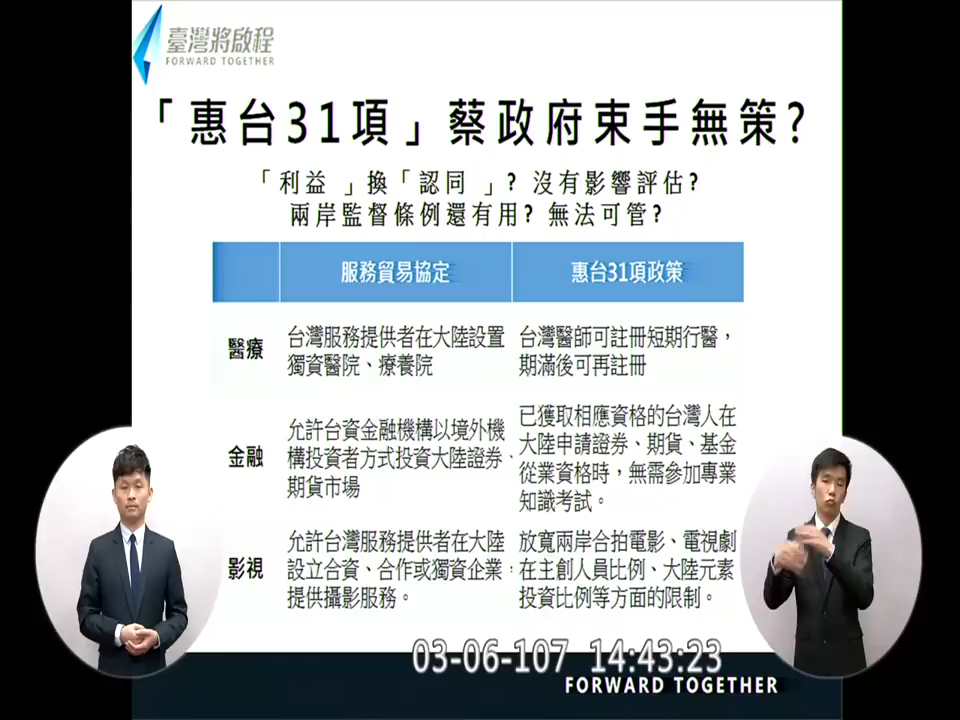 臺灣將啟程
FORWARD TOGETHER
「惠台31項」蔡政府束手無策?
「利益 」換「認同 」? 沒有影響評估?
兩岸監督條例還有用? 無法可管?
服務貿易協定
惠台31項政策
醫療
台灣服務提供者在大陸設置
獨資醫院、療養院
台灣醫師可註冊短期行醫，
期滿後可再註冊
金融
允許台資金融機構以境外機
構投資者方式投資大陸證券、
期貨市場
已獲取相應資格的台灣人在
大陸申請證券、期貨、基金
從業資格時，無需參加專業
知識考試。
影視
允許台灣服務提供者在大陸
設立合資、合作或獨資企業，
提供攝影服務。
放寬兩岸合拍電影、電視劇
在主創人員比例、大陸元素
投資比例等方面的限制。
03-06-107 14:43:23
FORWARD TOGETHER